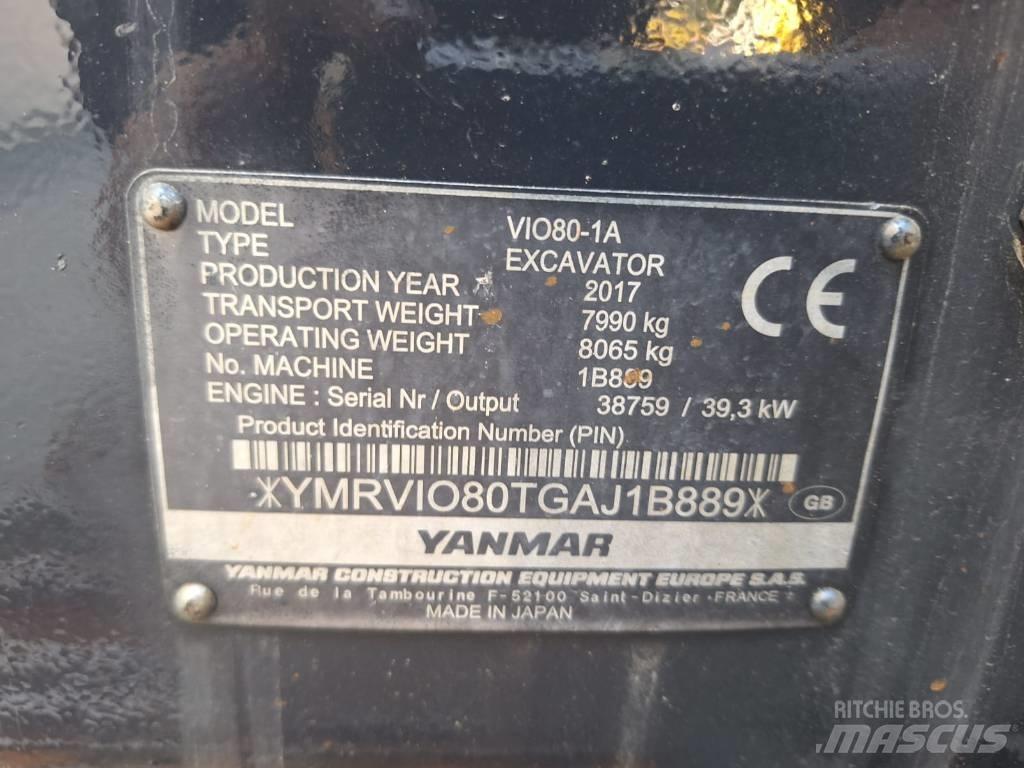 MODEL VIO80-1A
TYPE EXCAVATOR
PRODUCTION YEAR 2017
TRANSPORT WEIGHT 7990 kg
OPERATING WEIGHT 8065 kg
No. MACHINE 1B889
ENGINE : Serial Nr / Output 38759 / 39,3 kW
CE
Product Identification Number (PIN)
*YMRVIO80TGAJ1B889*
GB
YANMAR
YANMAR CONSTRUCTION EQUIPMENT EUROPE S.A.S.
Rue de la Tambourine F-52100 Saint-Dizier -FRANCE-
MADE IN JAPAN
RITCHIE BROS.
MASCUS